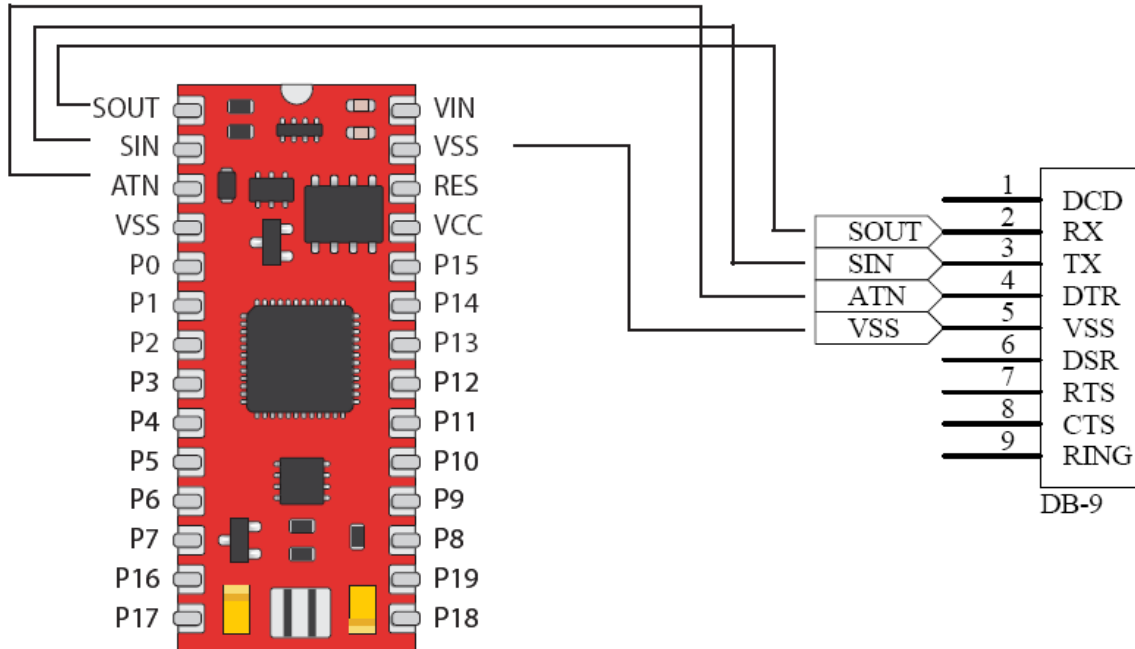 SOUT
SIN
ATN
VSS
P0
P1
P2
P3
P4
P5
P6
P7
P16
P17
VIN
VSS
RES
VCC
P15
P14
P13
P12
P11
P10
P9
P8
P19
P18
SOUT
SIN
ATN
VSS
1 DCD
2 RX
3 TX
4 DTR
5 VSS
6 DSR
7 RTS
8 CTS
9 RING
DB-9